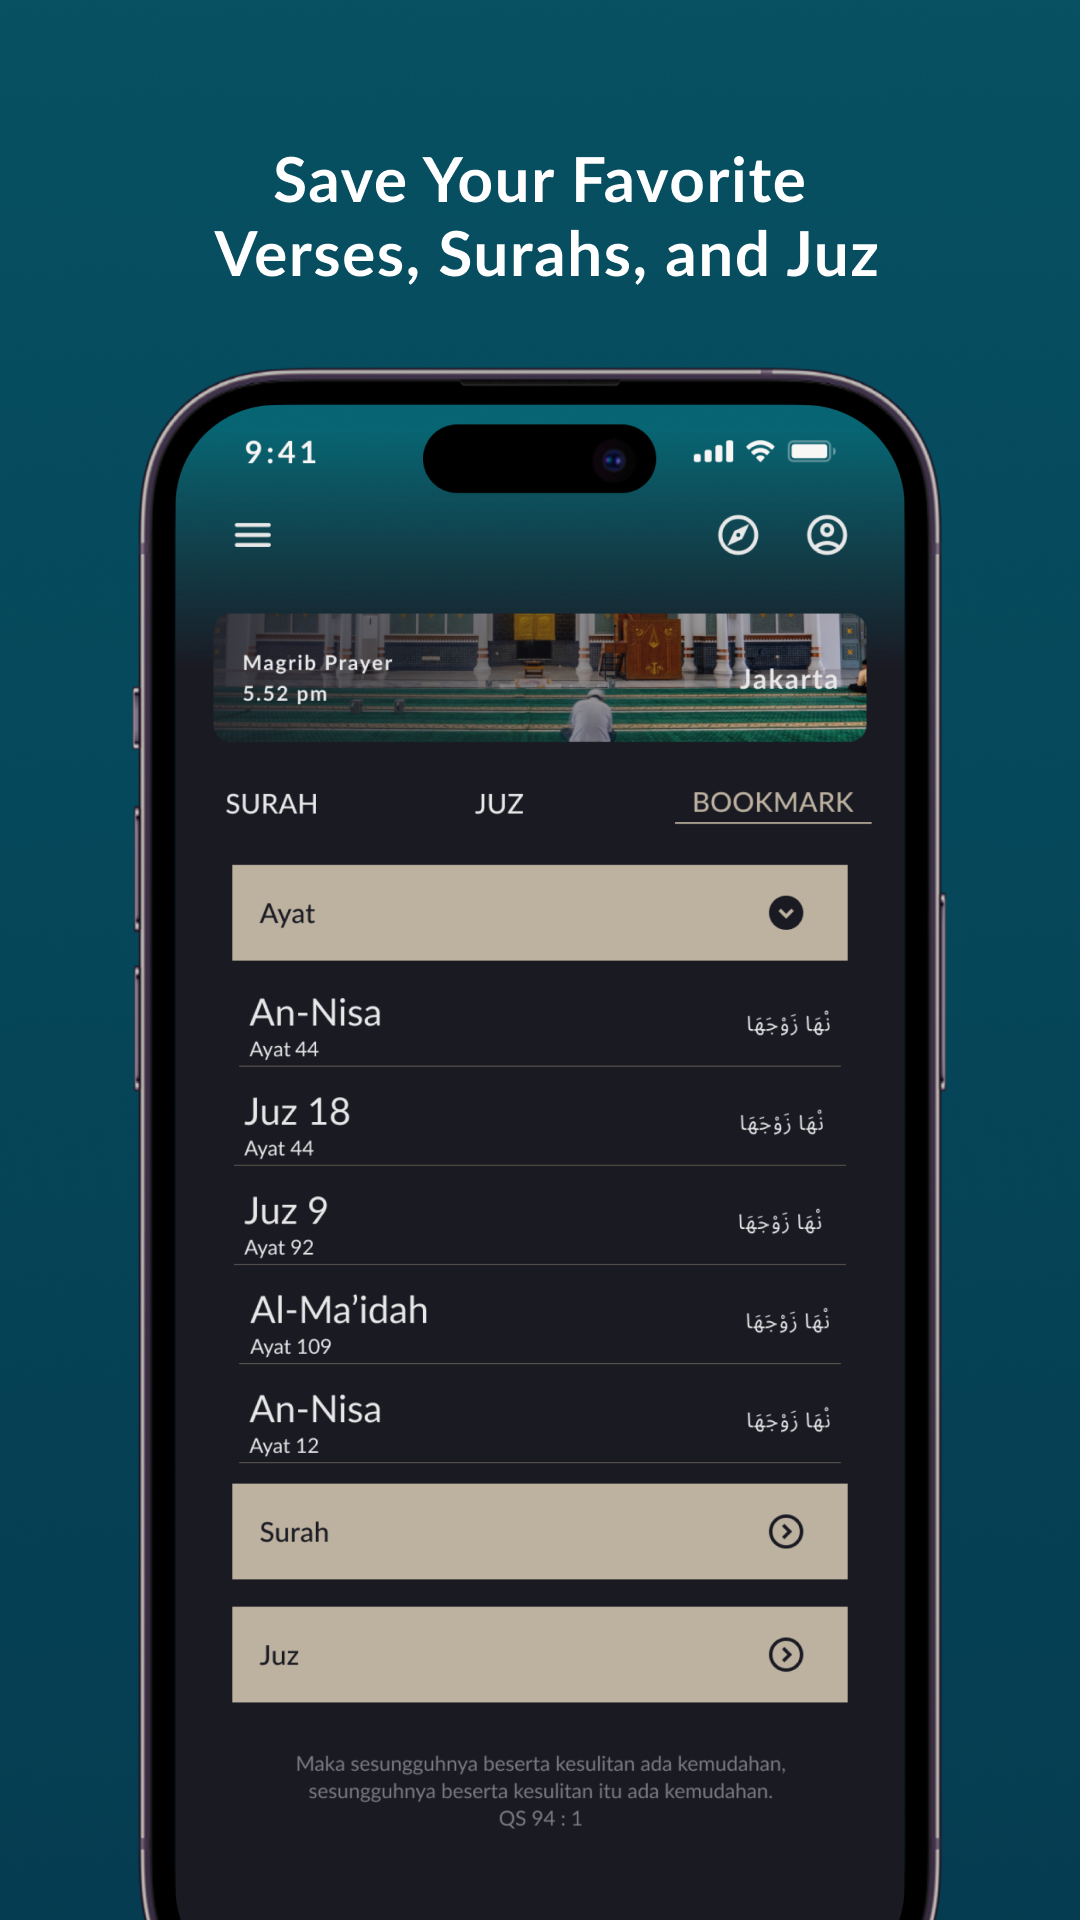 Save Your Favorite
Verses, Surahs, and Juz
9:41
Magrib Prayer
5.52 pm
Jakarta
SURAH
JUZ
BOOKMARK
Ayat
An-Nisa
نْهَا زَوْجَهَا
Ayat 44
Juz 18
نْهَا زَوْجَهَا
Ayat 44
Juz 9
نْهَا زَوْجَهَا
Ayat 92
Al-Ma’idah
نْهَا زَوْجَهَا
Ayat 109
An-Nisa
نْهَا زَوْجَهَا
Ayat 12
Surah
Juz
Maka sesungguhnya beserta kesulitan ada kemudahan,
sesungguhnya beserta kesulitan itu ada kemudahan.
QS 94 : 1